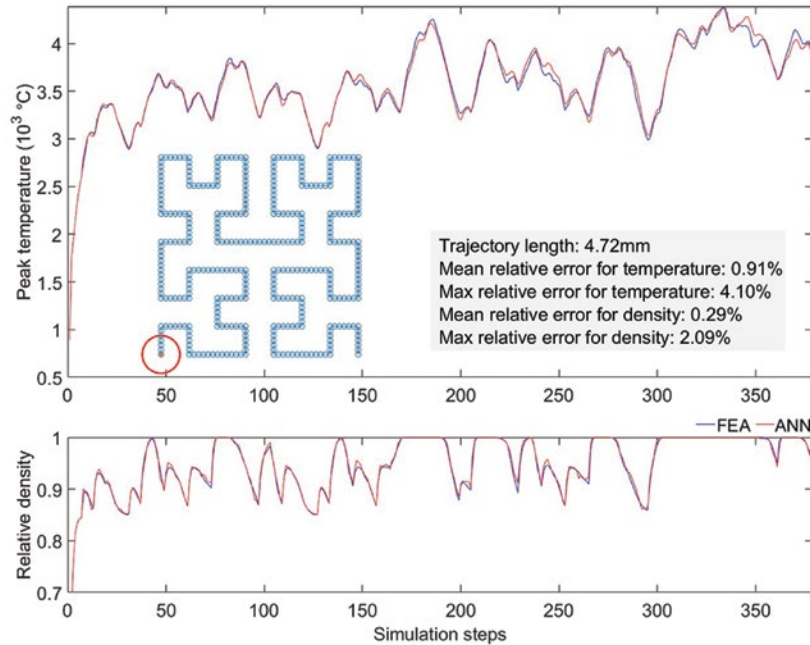 4
3.5
3
2.5
2
1.5
1
0.5
Peak temperature (10³ °C)
Trajectory length: 4.72mm
Mean relative error for temperature: 0.91%
Max relative error for temperature: 4.10%
Mean relative error for density: 0.29%
Max relative error for density: 2.09%
0 50 100 150 200 250 300 350
FEA ANN
1
0.9
0.8
0.7
Relative density
0 50 100 150 200 250 300 350
Simulation steps